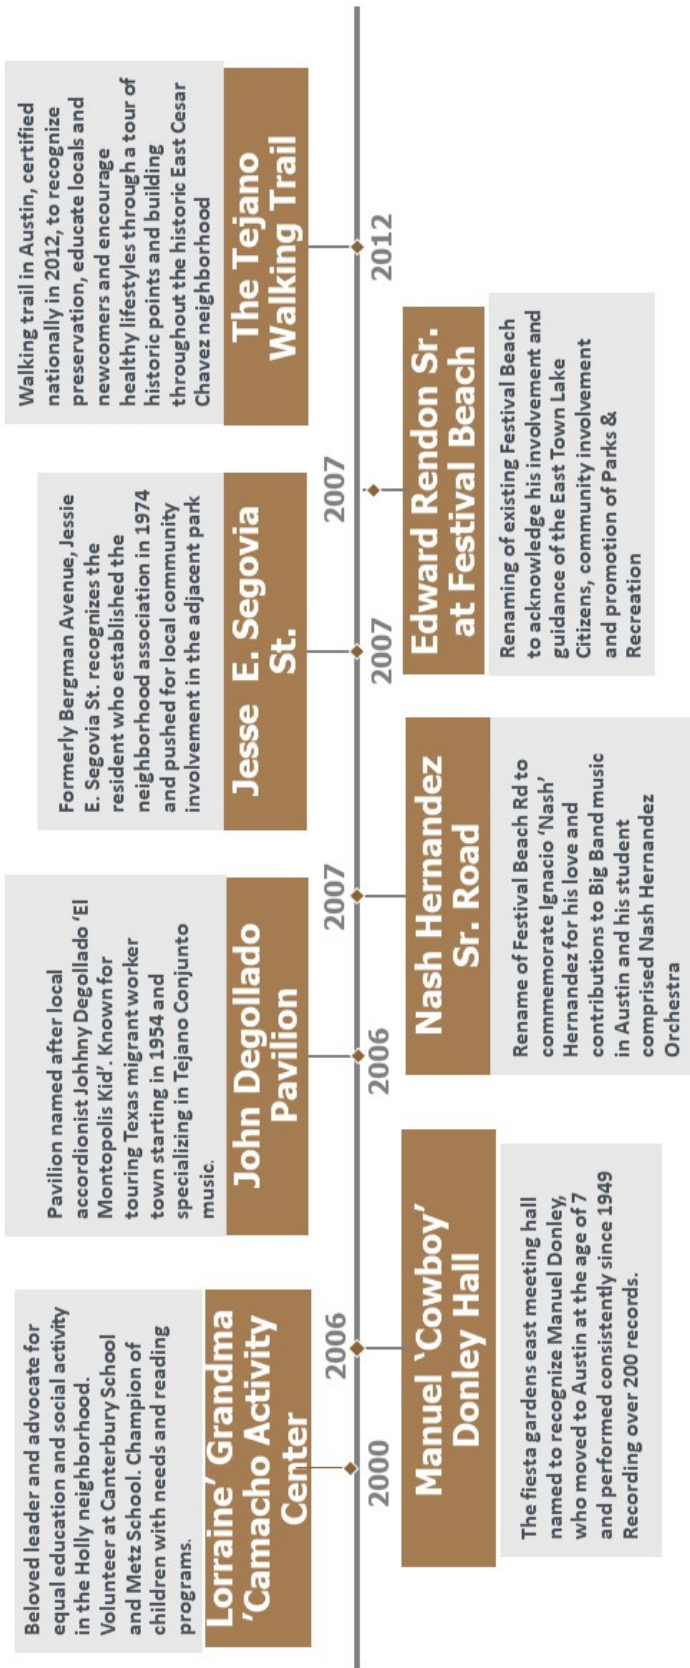 Beloved leader and advocate for
equal education and social activity
in the Holly neighborhood.
Volunteer at Canterbury School
and Metz School. Champion of
children with needs and reading
programs.
Lorraine’ Grandma
‘Camacho Activity
Center
2000
2006
Manuel ‘Cowboy’
Donley Hall
The fiesta gardens east meeting hall
named to recognize Manuel Donley,
who moved to Austin at the age of 7
and performed consistently since 1949
Recording over 200 records.
Pavilion named after local
accordionist Johhny Degollado ‘El
Montopolis Kid’. Known for
touring Texas migrant worker
town starting in 1954 and
specializing in Tejano Conjunto
music.
John Degollado
Pavilion
2006
2007
Nash Hernandez
Sr. Road
Rename of Festival Beach Rd to
commemorate Ignacio ‘Nash’
Hernandez for his love and
contributions to Big Band music
in Austin and his student
comprised Nash Hernandez
Orchestra
Formerly Bergman Avenue, Jessie
E. Segovia St. recognizes the
resident who established the
neighborhood association in 1974
and pushed for local community
involvement in the adjacent park
Jesse E. Segovia
St.
2007
2007
Edward Rendon Sr.
at Festival Beach
Renaming of existing Festival Beach
to acknowledge his involvement and
guidance of the East Town Lake
Citizens, community involvement
and promotion of Parks &
Recreation
Walking trail in Austin, certified
nationally in 2012, to recognize
preservation, educate locals and
newcomers and encourage
healthy lifestyles through a tour of
historic points and building
throughout the historic East Cesar
Chavez neighborhood
The Tejano
Walking Trail
2012